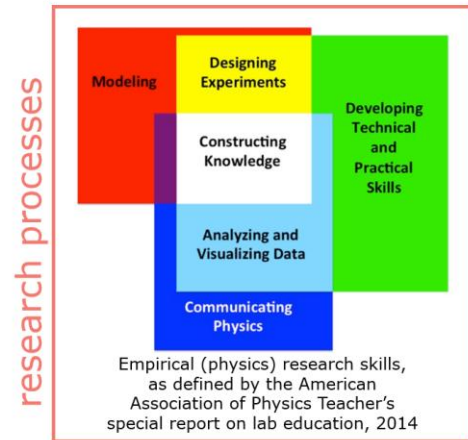 research processes
Modeling
Designing
Experiments
Developing
Technical
and
Practical
Skills
Constructing
Knowledge
Analyzing and
Visualizing Data
Communicating
Physics
Empirical (physics) research skills,
as defined by the American
Association of Physics Teacher's
special report on lab education, 2014